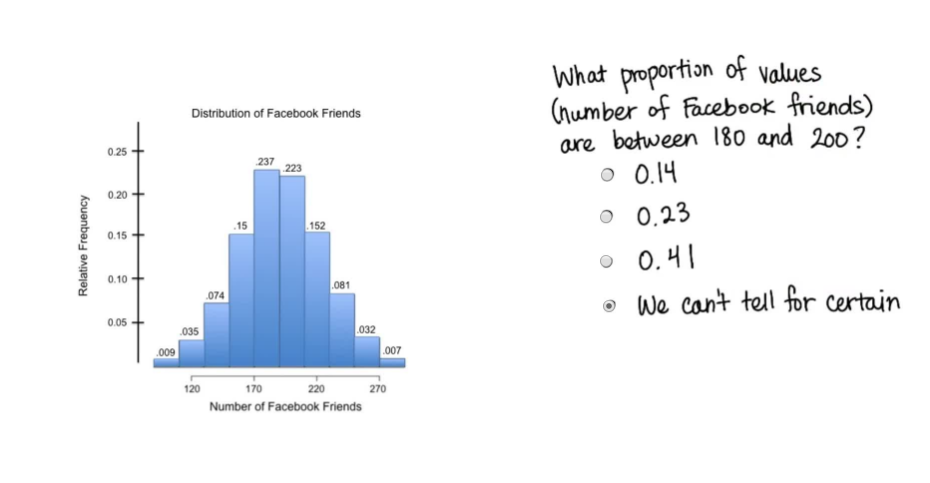 Distribution of Facebook Friends
0.25
0.20
0.15
0.10
0.05
Relative Frequency
.009
.035
.074
.15
.237
.223
.152
.081
.032
.007
120 170 220 270
Number of Facebook Friends
What proportion of values
(number of Facebook friends)
are between 180 and 200?
0.14
0.23
0.41
We can't tell for certain